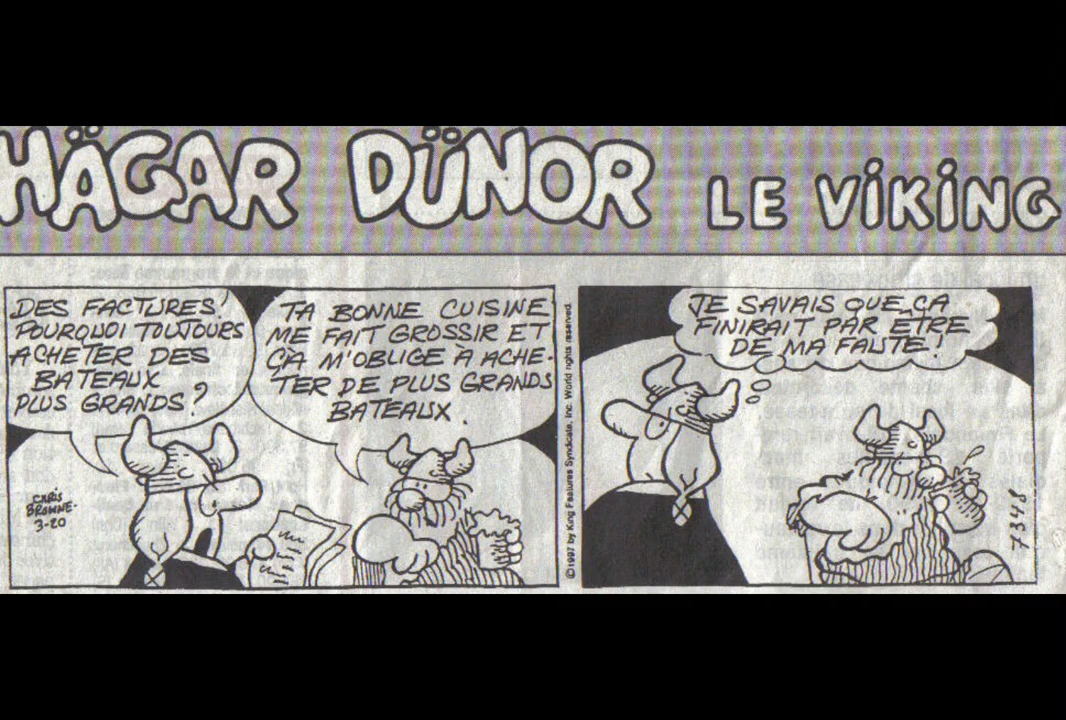 HÄGAR DÜNOR LE VIKING
DES FACTURES!
POURQUOI TOUJOURS
ACHETER DES
BATEAUX
PLUS GRANDS?
TA BONNE CUISINE
ME FAIT GROSSIR ET
ÇA M'OBLIGE À ACHE-
TER DE PLUS GRANDS
BATEAUX.
CHRIS
BROWNE-
3-20
©1997 by King Features Syndicate, Inc. World rights reserved.
JE SAVAIS QUE ÇA
FINIRAIT PAR ETRE
DE MA FAUTE!
7348